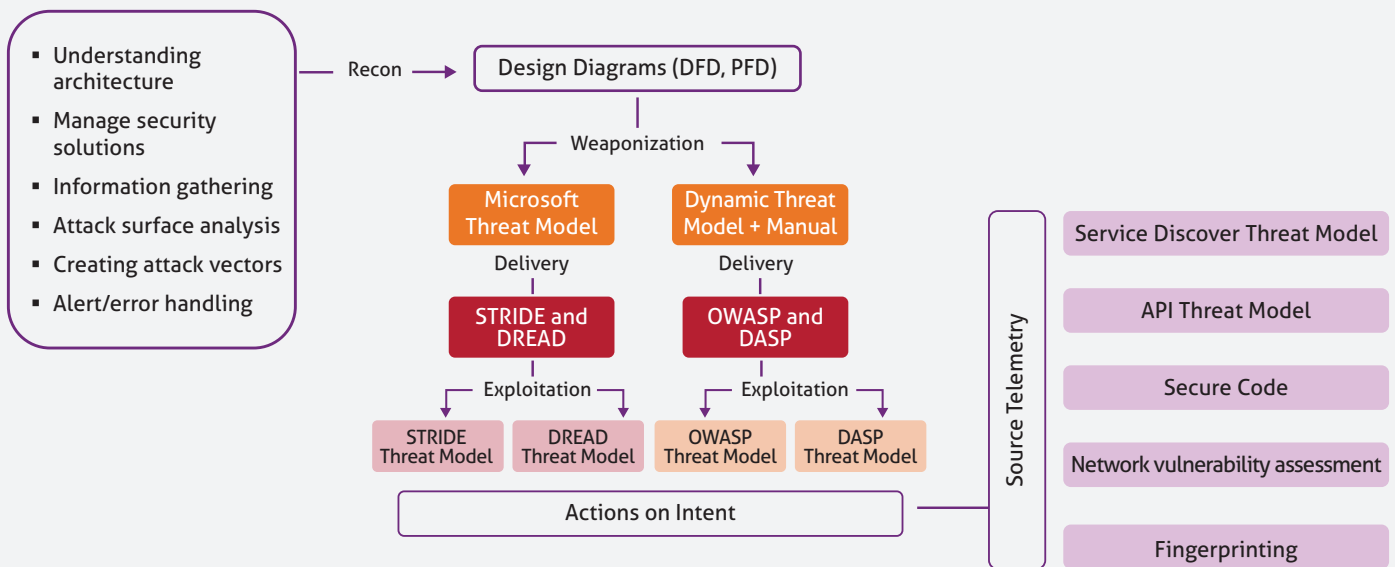 ▪ Understanding
architecture
▪ Manage security
solutions
▪ Information gathering
▪ Attack surface analysis
▪ Creating attack vectors
▪ Alert/error handling
Recon
Design Diagrams (DFD, PFD)
Weaponization
Microsoft
Threat Model
Dynamic Threat
Model + Manual
Delivery
Delivery
STRIDE and
DREAD
OWASP and
DASP
Exploitation
Exploitation
STRIDE
Threat Model
DREAD
Threat Model
OWASP
Threat Model
DASP
Threat Model
Actions on Intent
Source Telemetry
Service Discover Threat Model
API Threat Model
Secure Code
Network vulnerability assessment
Fingerprinting